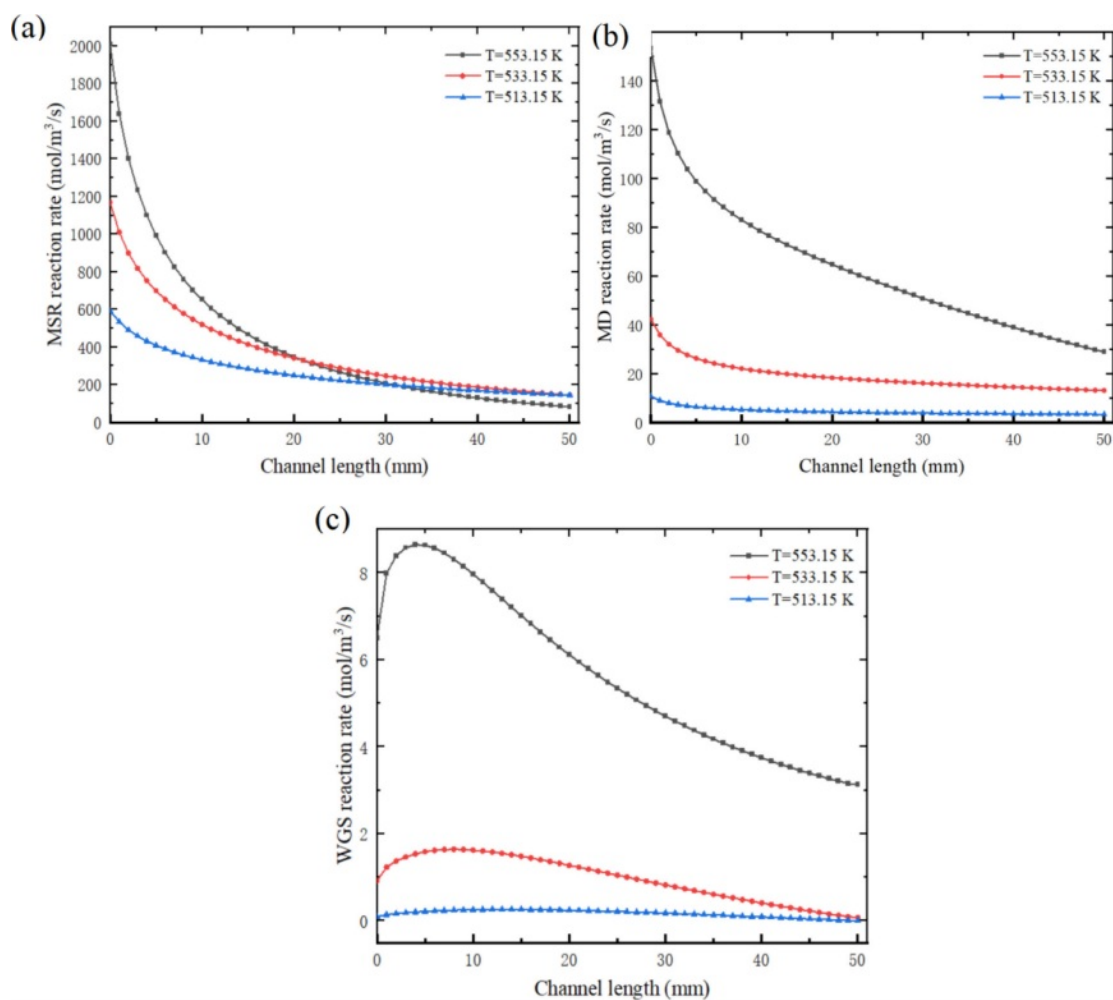 (a)
MSR reaction rate (mol/m³/s)
2000
1800
1600
1400
1200
1000
800
600
400
200
0
T=553.15 K
T=533.15 K
T=513.15 K
0 10 20 30 40 50
Channel length (mm)
(b)
MD reaction rate (mol/m³/s)
140
120
100
80
60
40
20
0
T=553.15 K
T=533.15 K
T=513.15 K
0 10 20 30 40 50
Channel length (mm)
(c)
WGS reaction rate (mol/m³/s)
8
6
4
2
0
T=553.15 K
T=533.15 K
T=513.15 K
0 10 20 30 40 50
Channel length (mm)